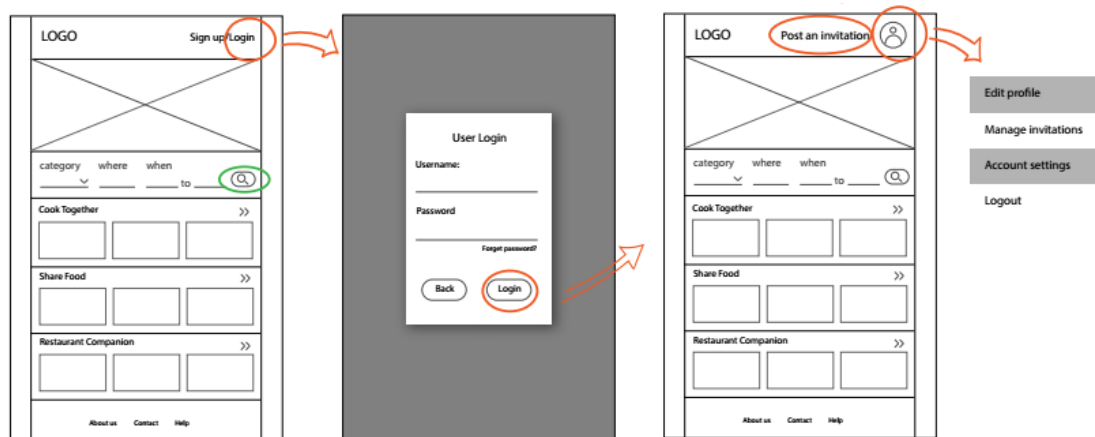 LOGO Sign up/Login
category where when
to
Cook Together
Share Food
Restaurant Companion
About us Contact Help
User Login
Username:
Password
Forget password?
Back Login
LOGO Post an invitation
category where when
to
Cook Together
Share Food
Restaurant Companion
About us Contact Help
Edit profile
Manage invitations
Account settings
Logout